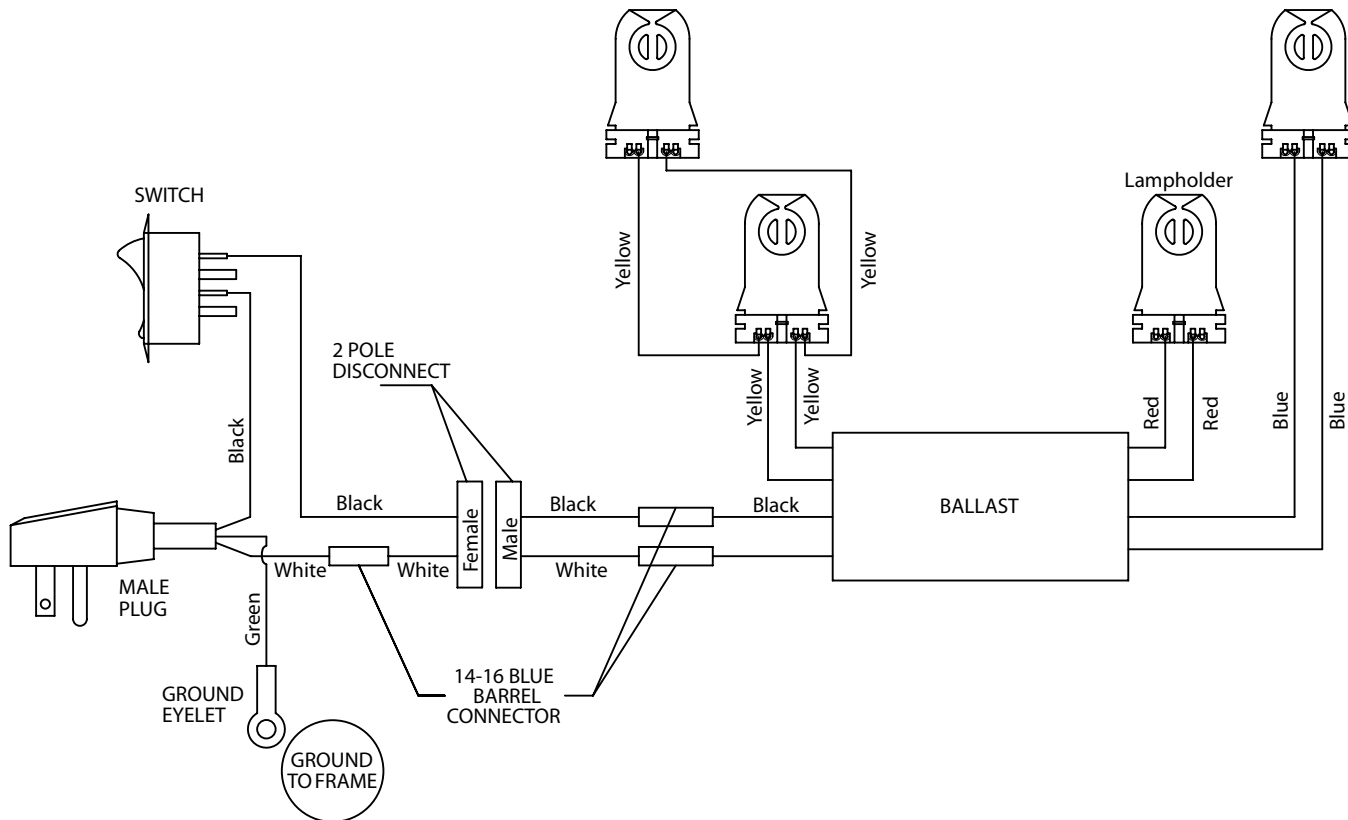 SWITCH
Lampholder
Yellow
Yellow
2 POLE
DISCONNECT
Yellow
Yellow
Red
Red
Blue
Blue
Black
Black
Female
Male
Black
Black
BALLAST
White
White
White
MALE
PLUG
Green
14-16 BLUE
BARREL
CONNECTOR
GROUND
EYELET
GROUND
TO FRAME